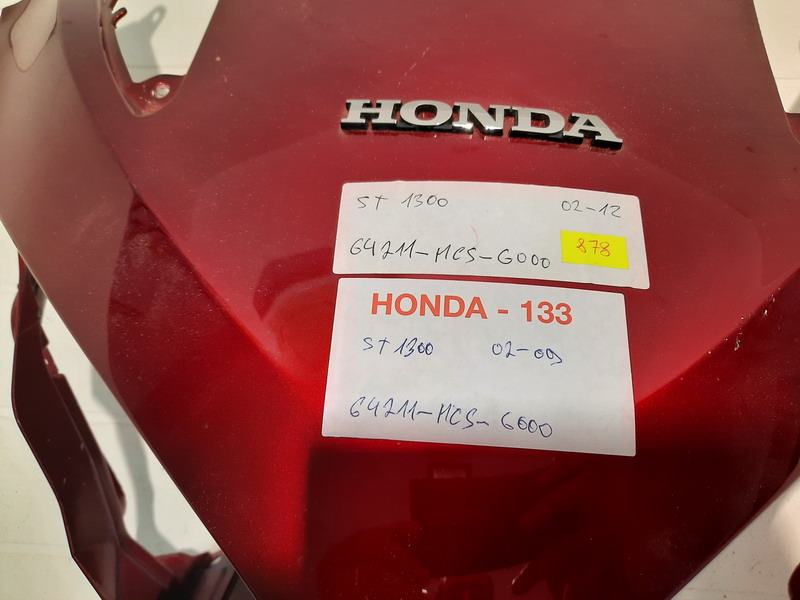 HONDA
ST 1300 02-12
64211-MCS-G000 878
HONDA - 133
ST 1300 02-09
64211-MCS-G000